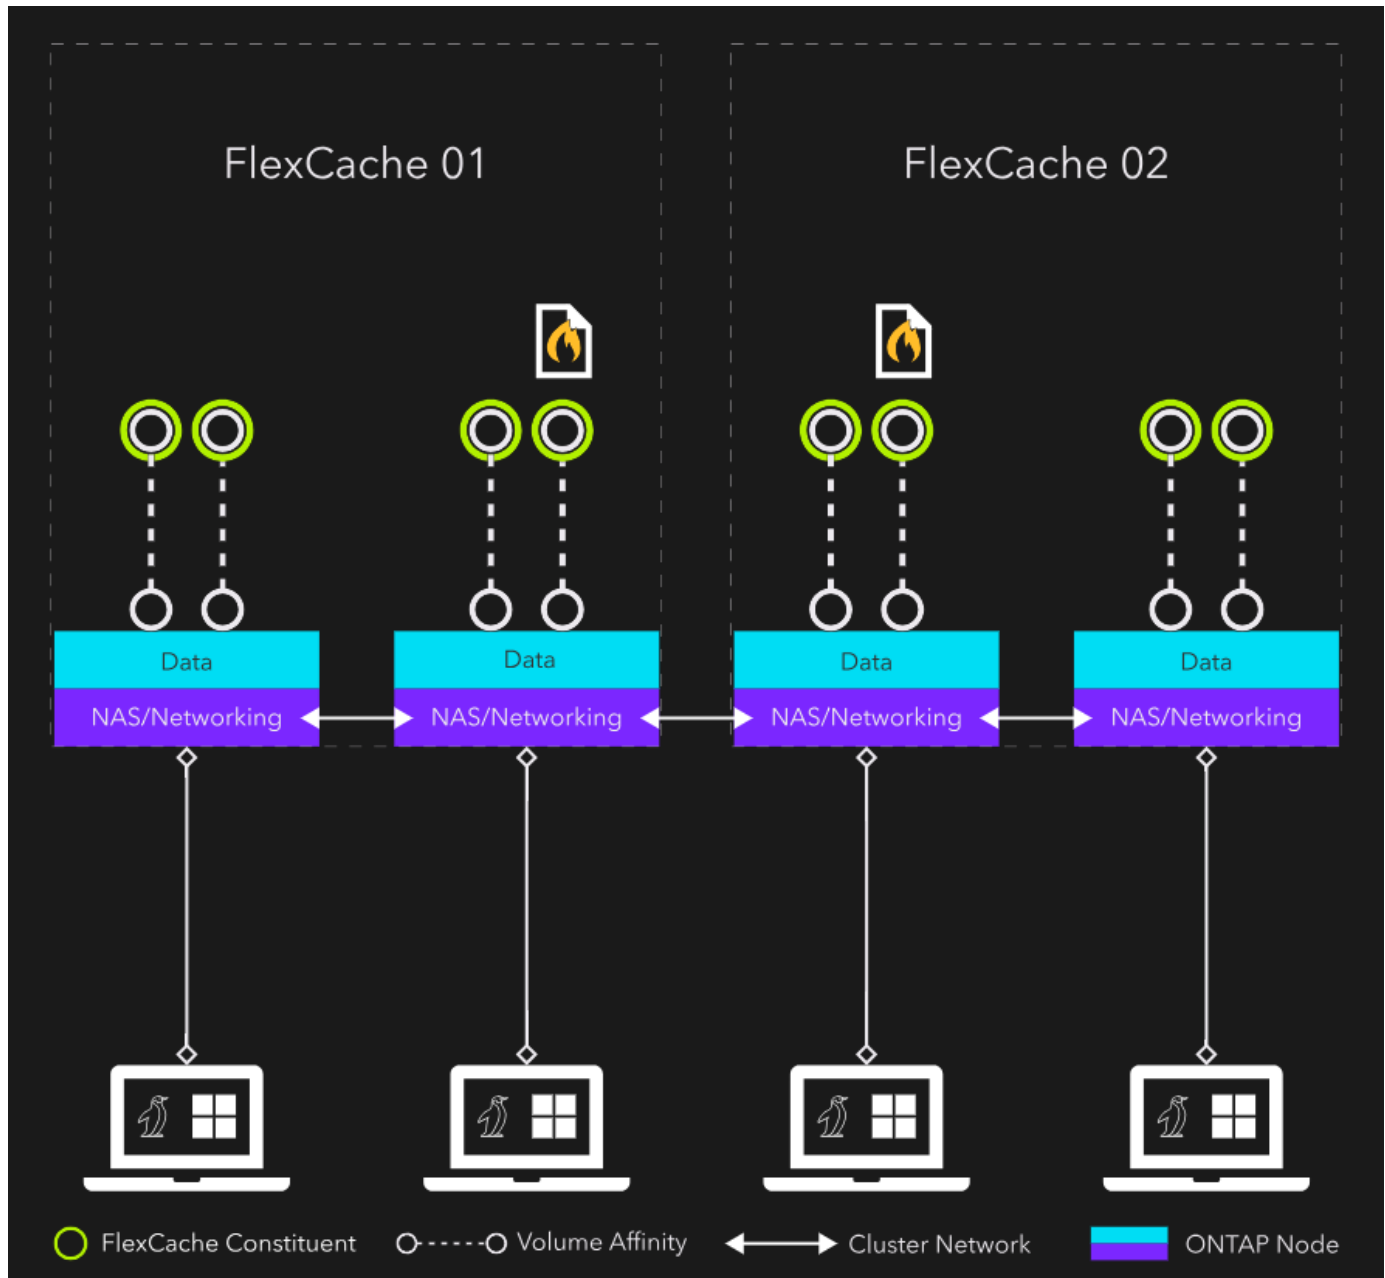 FlexCache 01
FlexCache 02
Data
Data
Data
Data
NAS/Networking
NAS/Networking
NAS/Networking
NAS/Networking
FlexCache Constituent
Volume Affinity
Cluster Network
ONTAP Node